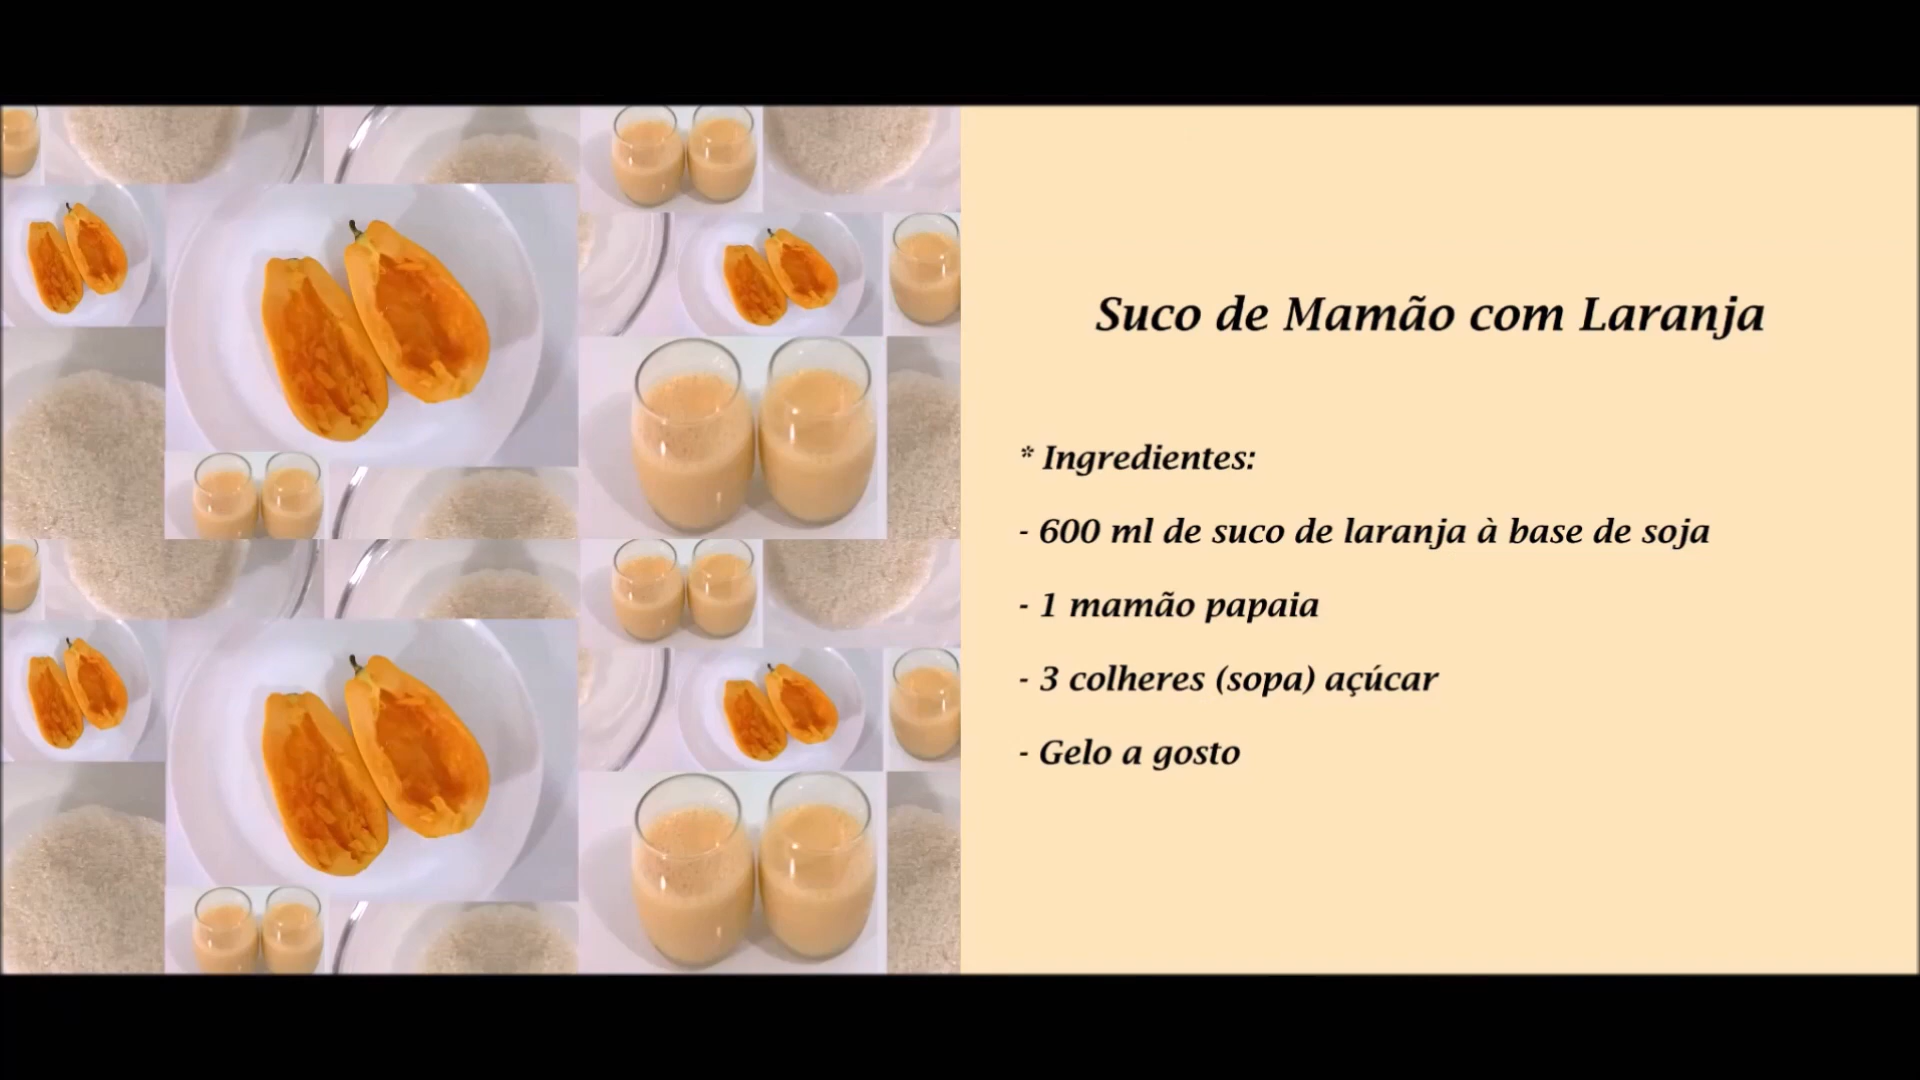 Suco de Mamão com Laranja
* Ingredientes:
- 600 ml de suco de laranja à base de soja
- 1 mamão papaia
- 3 colheres (sopa) açúcar
- Gelo a gosto